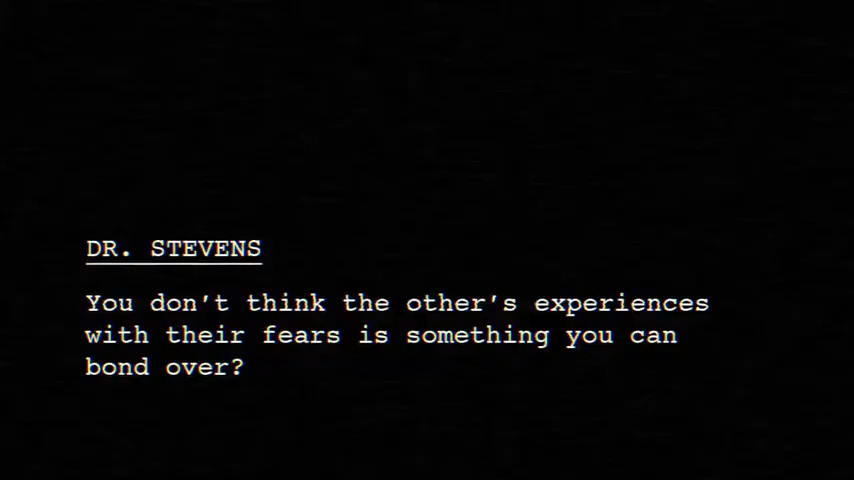 DR. STEVENS
You don't think the other's experiences
with their fears is something you can
bond over?